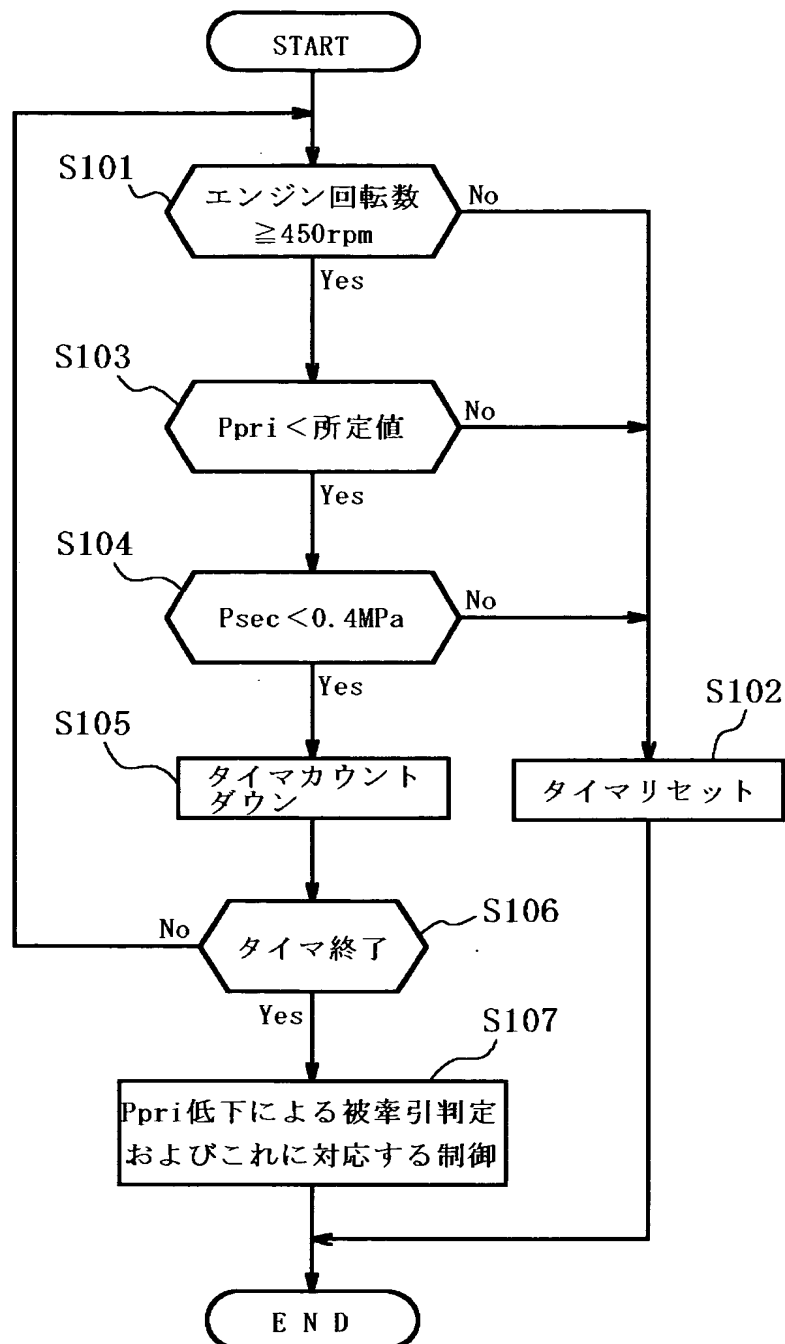 START
S101
エンジン回転数
≧450rpm
No
Yes
S103
Ppri<所定値
No
Yes
S104
Psec<0.4MPa
No
Yes
S105
タイマカウント
ダウン
S102
タイマリセット
S106
タイマ終了
No
Yes
S107
Ppri低下による被牽引判定
およびこれに対応する制御
END